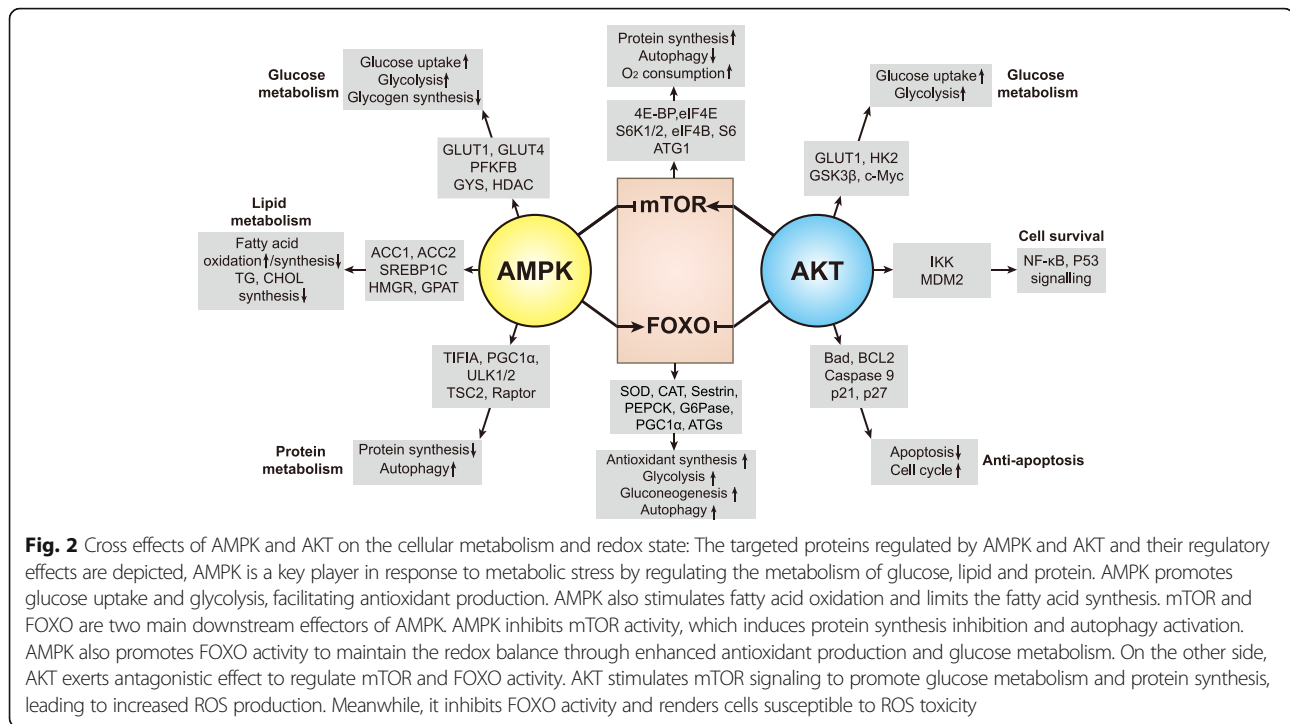 Protein synthesis↑
Autophagy↓
O2 consumption↑
Glucose metabolism
Glucose uptake↑
Glycolysis↑
Glycogen synthesis↓
Glucose uptake↑
Glycolysis↑
Glucose metabolism
4E-BP,eIF4E
S6K1/2, eIF4B, S6
ATG1
GLUT1, GLUT4
PFKFB
GYS, HDAC
GLUT1, HK2
GSK3β, c-Myc
Lipid
metabolism
Fatty acid
oxidation↑/synthesis↓
TG, CHOL
synthesis↓
ACC1, ACC2
SREBP1C
HMGR, GPAT
AMPK
mTOR
FOXO
AKT
IKK
MDM2
Cell survival
NF-κB, P53
signalling
TIFIA, PGC1α,
ULK1/2
TSC2, Raptor
SOD, CAT, Sestrin,
PEPCK, G6Pase,
PGC1α, ATGs
Bad, BCL2
Caspase 9
p21, p27
Protein
metabolism
Protein synthesis↓
Autophagy↑
Antioxidant synthesis ↑
Glycolysis ↑
Gluconeogenesis ↑
Autophagy ↑
Apoptosis↓
Cell cycle↑
Anti-apoptosis
Fig. 2 Cross effects of AMPK and AKT on the cellular metabolism and redox state: The targeted proteins regulated by AMPK and AKT and their regulatory
effects are depicted, AMPK is a key player in response to metabolic stress by regulating the metabolism of glucose, lipid and protein. AMPK promotes
glucose uptake and glycolysis, facilitating antioxidant production. AMPK also stimulates fatty acid oxidation and limits the fatty acid synthesis. mTOR and
FOXO are two main downstream effectors of AMPK. AMPK inhibits mTOR activity, which induces protein synthesis inhibition and autophagy activation.
AMPK also promotes FOXO activity to maintain the redox balance through enhanced antioxidant production and glucose metabolism. On the other side,
AKT exerts antagonistic effect to regulate mTOR and FOXO activity. AKT stimulates mTOR signaling to promote glucose metabolism and protein synthesis,
leading to increased ROS production. Meanwhile, it inhibits FOXO activity and renders cells susceptible to ROS toxicity